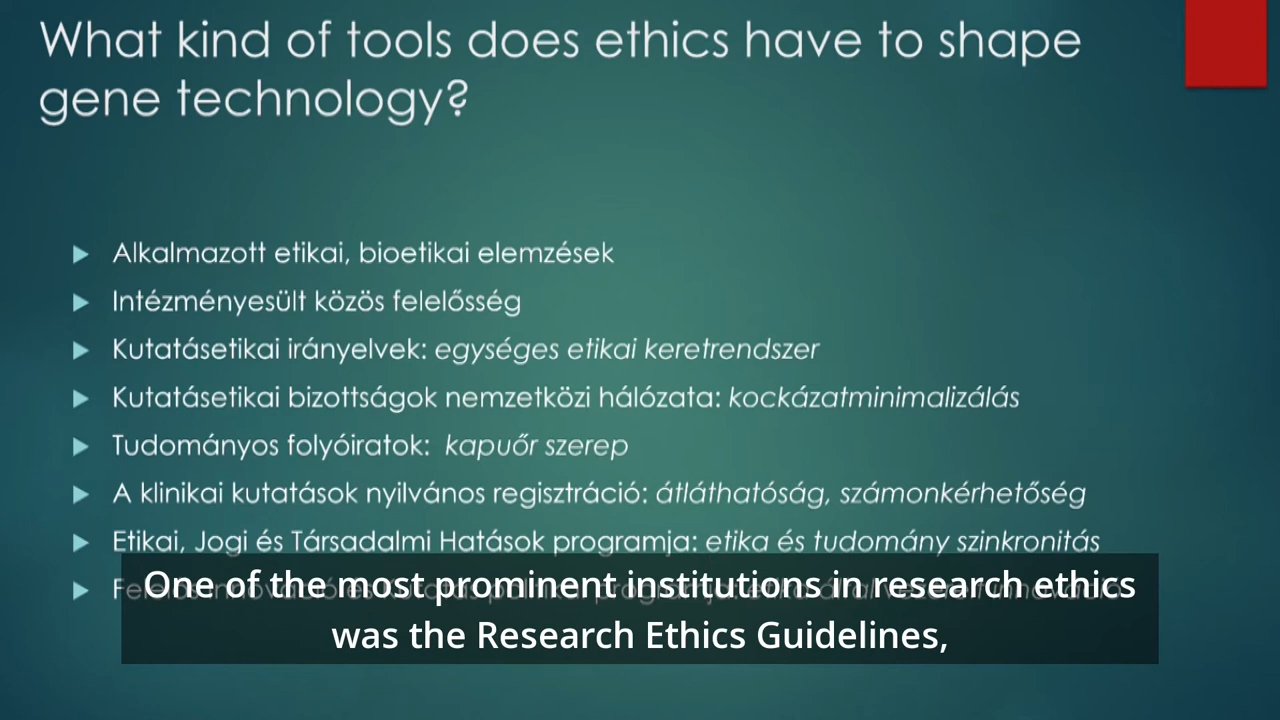 What kind of tools does ethics have to shape
gene technology?
Alkalmazott etikai, bioetikai elemzések
Intézményesült közös felelősség
Kutatásetikai irányelvek: egységes etikai keretrendszer
Kutatásetikai bizottságok nemzetközi hálózata: kockázatminimalizálás
Tudományos folyóiratok: kapuőr szerep
A klinikai kutatások nyilvános regisztráció: átláthatóság, számonkérhetőség
Etikai, Jogi és Társadalmi Hatások programja: etika és tudomány szinkronitás
One of the most prominent institutions in research ethics
was the Research Ethics Guidelines,